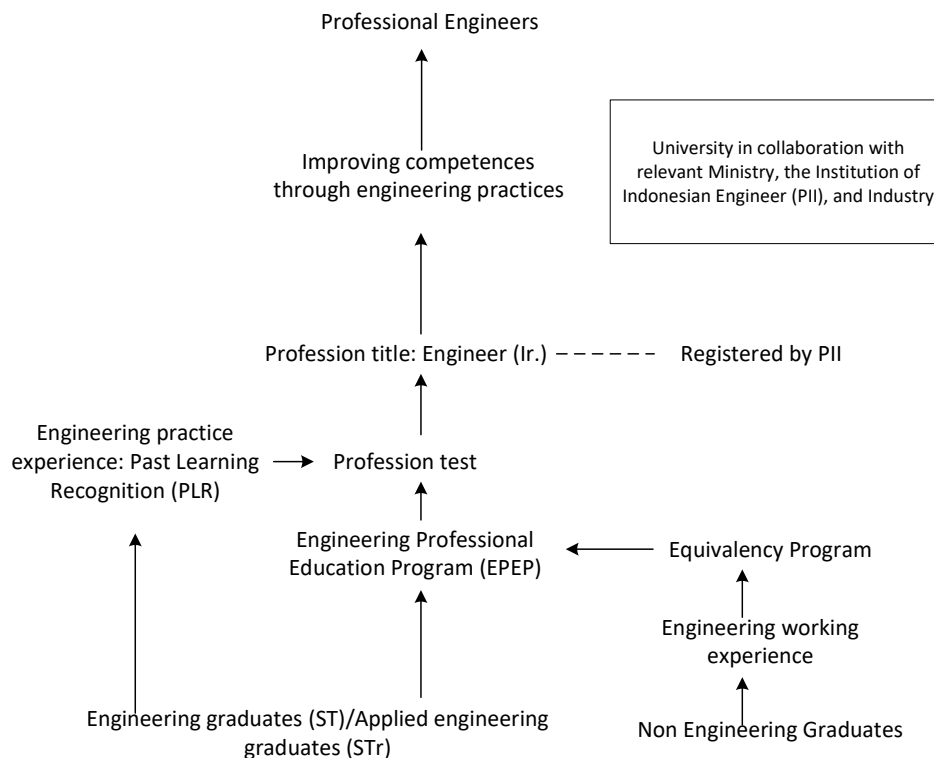 Professional Engineers
University in collaboration with
relevant Ministry, the Institution of
Indonesian Engineer (PII), and Industry
Improving competences
through engineering practices
Profession title: Engineer (Ir.)
Registered by PII
Engineering practice
experience: Past Learning
Recognition (PLR)
Profession test
Engineering Professional
Education Program (EPEP)
Equivalency Program
Engineering working
experience
Engineering graduates (ST)/Applied engineering
graduates (STr)
Non Engineering Graduates